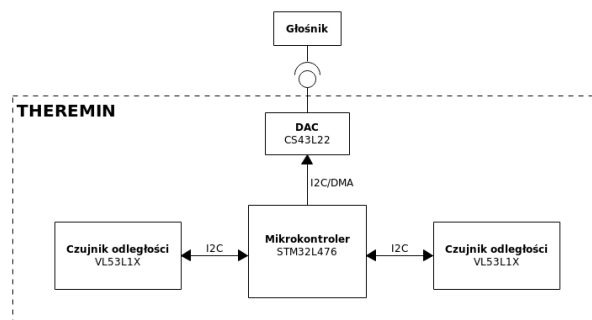 Głośnik
THEREMIN
DAC
CS43L22
I2C/DMA
Czujnik odległości
VL53L1X
I2C
Mikrokontroler
STM32L476
I2C
Czujnik odległości
VL53L1X